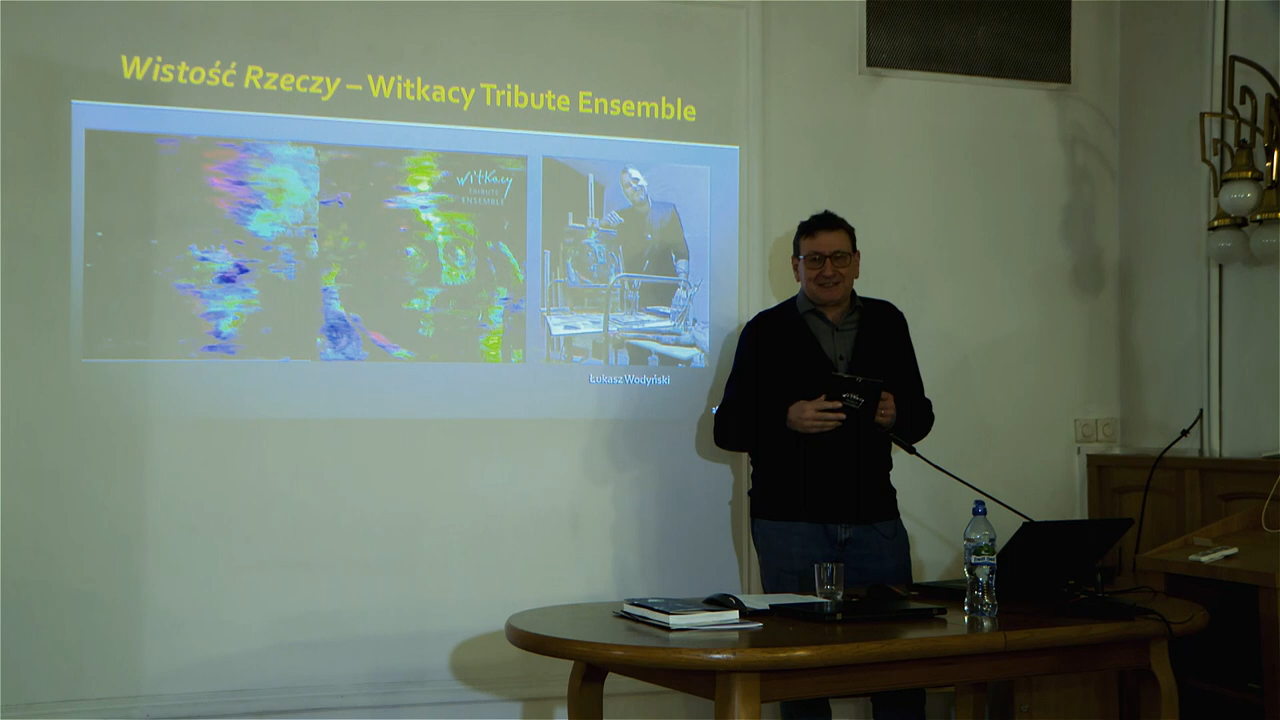 Wistość Rzeczy – Witkacy Tribute Ensemble
witkacy
TRIBUTE
ENSEMBLE
Łukasz Wodyński